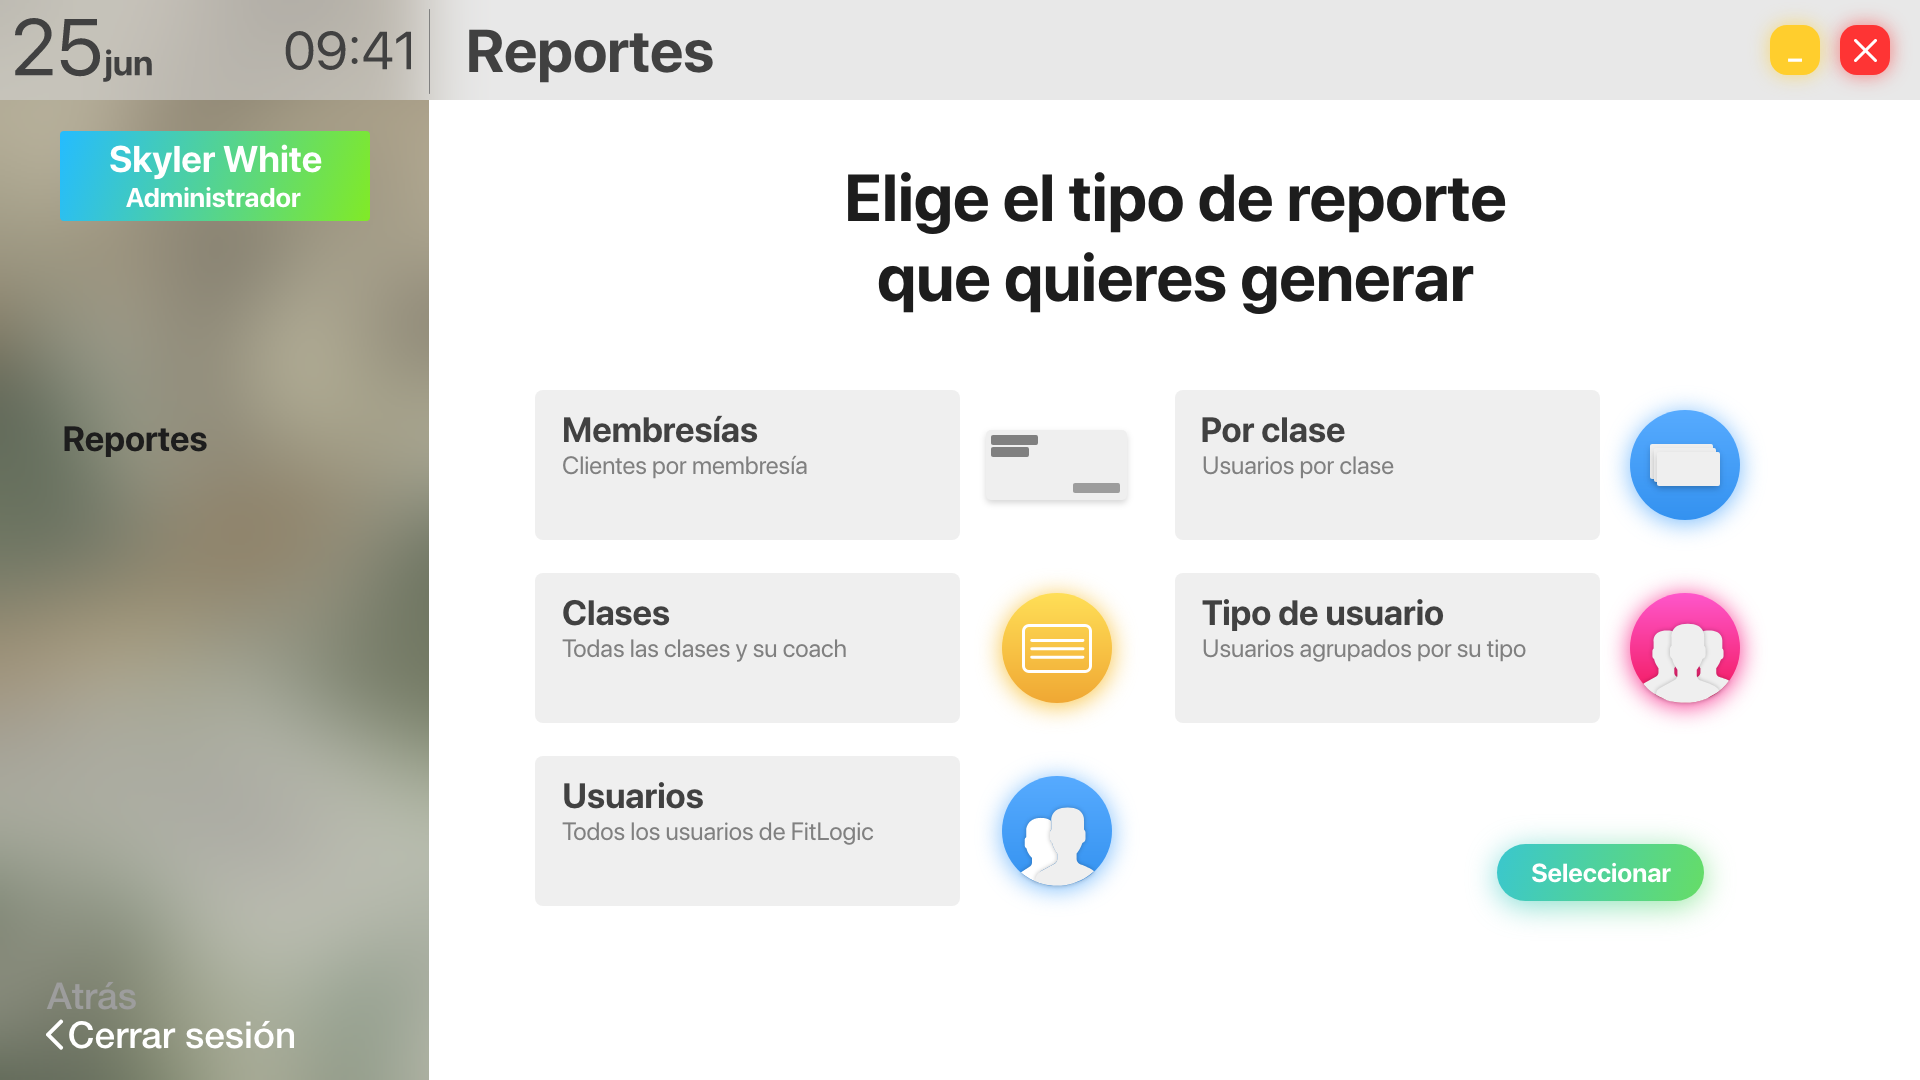 25 jun
09:41
Reportes
Skyler White
Administrador
Reportes
Atrás
Cerrar sesión
Elige el tipo de reporte
que quieres generar
Membresías
Clientes por membresía
Por clase
Usuarios por clase
Clases
Todas las clases y su coach
Tipo de usuario
Usuarios agrupados por su tipo
Usuarios
Todos los usuarios de FitLogic
Seleccionar